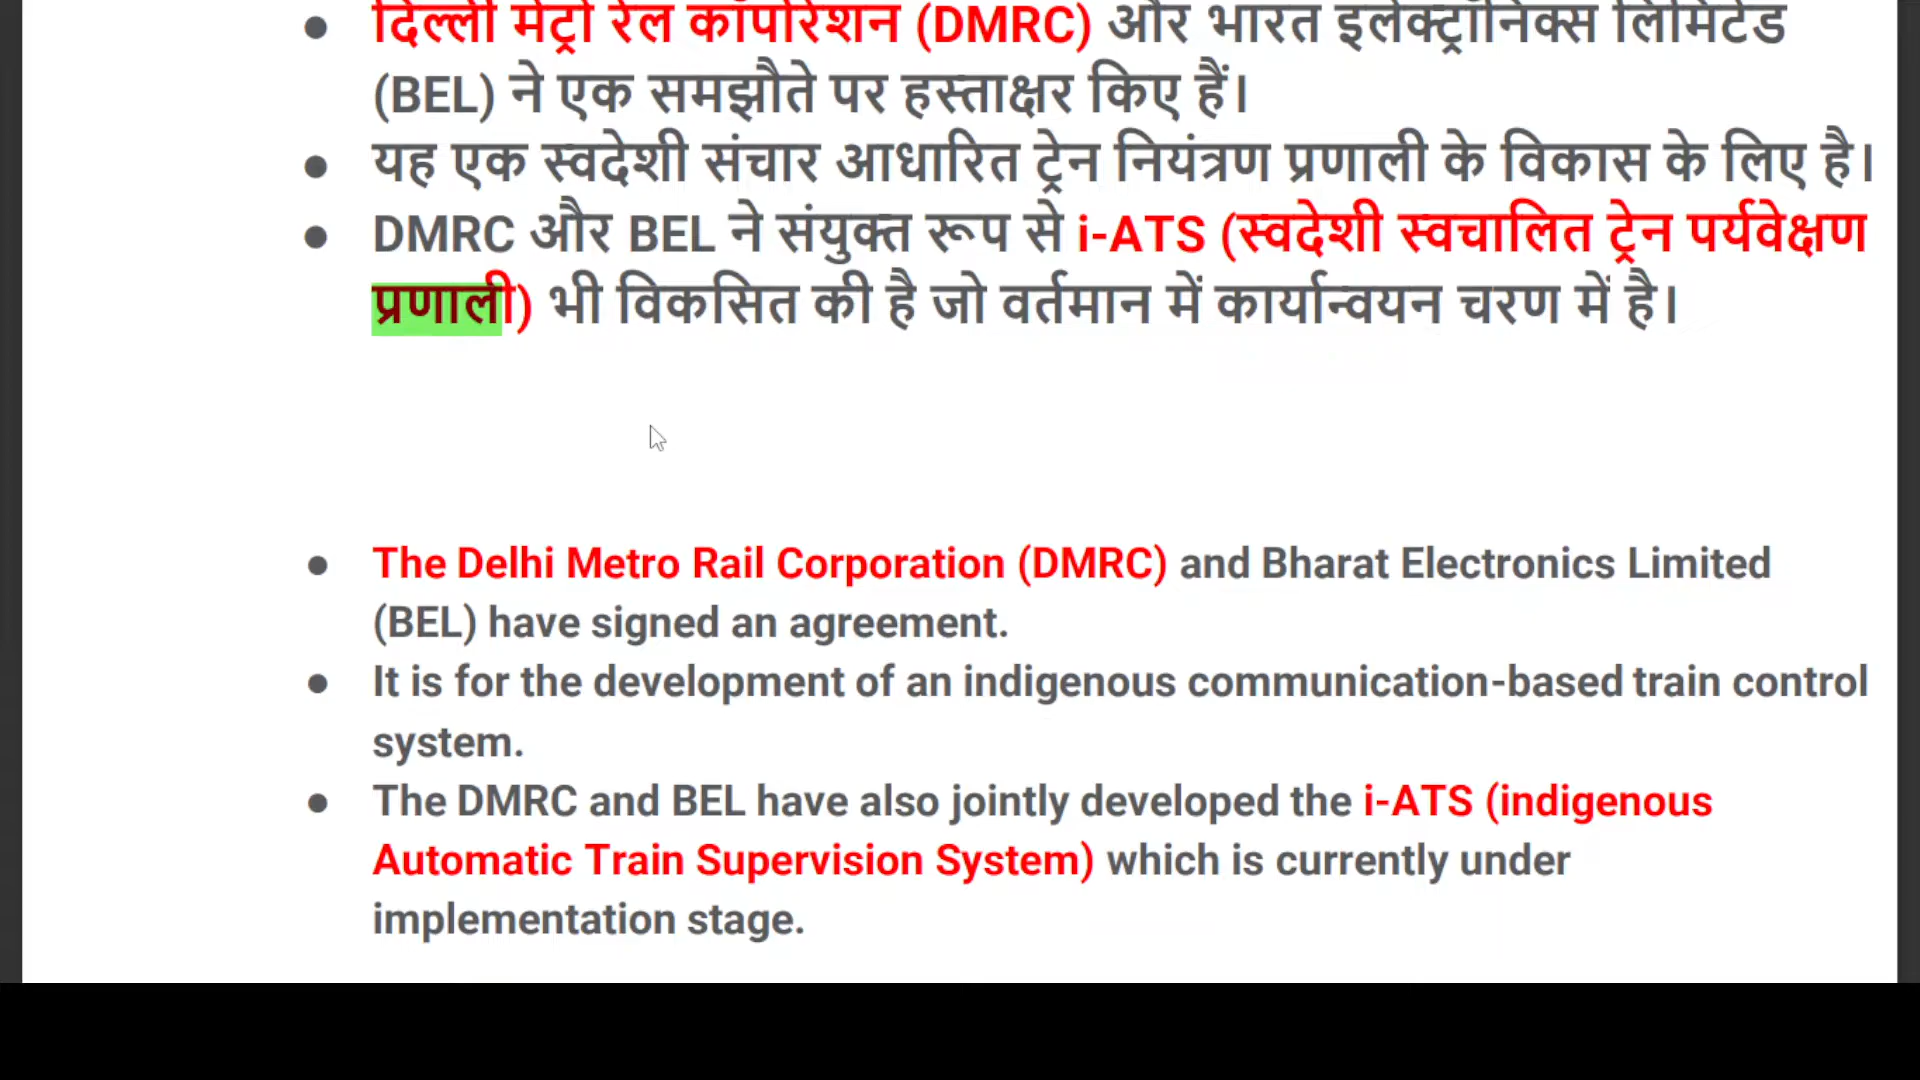 दिल्ली मेट्रो रेल कॉर्पोरेशन (DMRC) और भारत इलेक्ट्रॉनिक्स लिमिटेड
(BEL) ने एक समझौते पर हस्ताक्षर किए हैं।
यह एक स्वदेशी संचार आधारित ट्रेन नियंत्रण प्रणाली के विकास के लिए है।
DMRC और BEL ने संयुक्त रूप से i-ATS (स्वदेशी स्वचालित ट्रेन पर्यवेक्षण
प्रणाली) भी विकसित की है जो वर्तमान में कार्यान्वयन चरण में है।
The Delhi Metro Rail Corporation (DMRC) and Bharat Electronics Limited
(BEL) have signed an agreement.
It is for the development of an indigenous communication-based train control
system.
The DMRC and BEL have also jointly developed the i-ATS (indigenous
Automatic Train Supervision System) which is currently under
implementation stage.